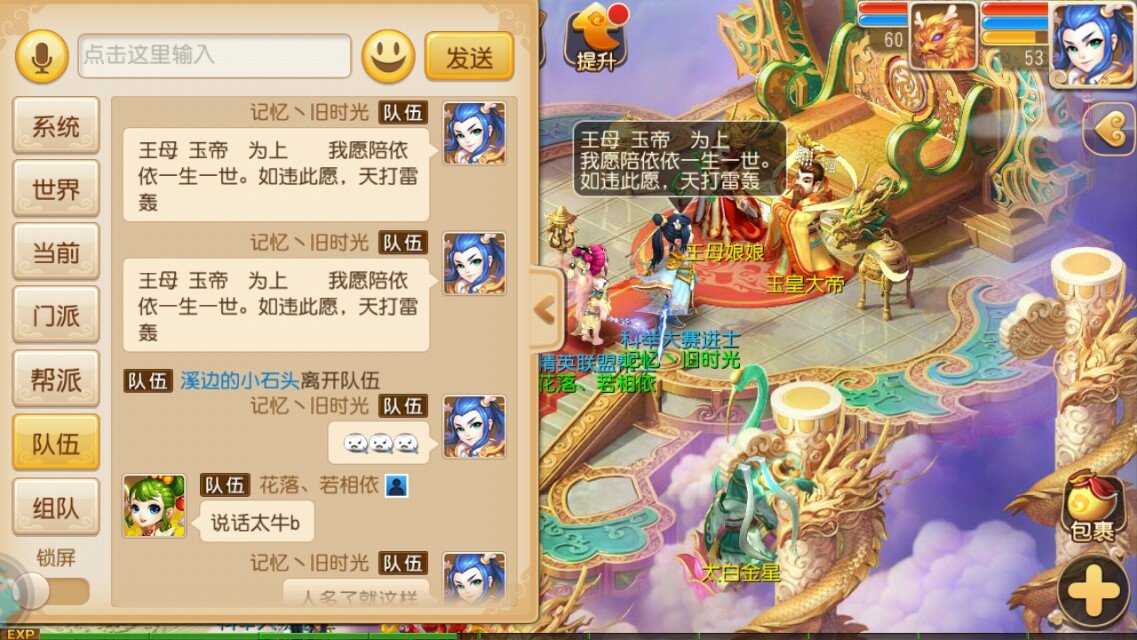 点击这里输入
发送
系统
世界
当前
门派
帮派
队伍
组队
锁屏
记忆丶旧时光 队伍
王母 玉帝 为上 我愿陪依
依一生一世。如违此愿，天打雷
轰
记忆丶旧时光 队伍
王母 玉帝 为上 我愿陪依
依一生一世。如违此愿，天打雷
轰
队伍 溪边的小石头离开队伍
记忆丶旧时光 队伍
队伍 花落、若相依
说话太牛b
记忆丶旧时光 队伍
人多了就这样
提升
60
53
王母 玉帝 为上
我愿陪依依一生一世。
如违此愿，天打雷轰
王母娘娘
玉皇大帝
科举大赛进士
精英联盟帮
记忆丶旧时光
花落、若相依
太白金星
包裹
EXP